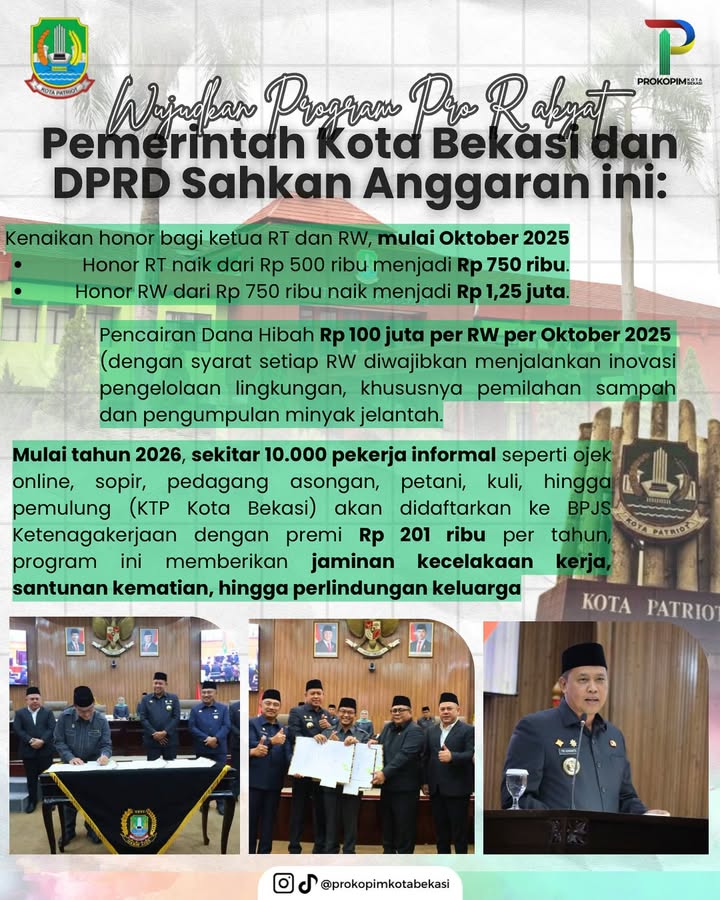 KOTA PATRIOT
PROKOPIM KOTA BEKASI
Wujudkan Program Pro Rakyat
Pemerintah Kota Bekasi dan
DPRD Sahkan Anggaran ini:
Kenaikan honor bagi ketua RT dan RW, mulai Oktober 2025
• Honor RT naik dari Rp 500 ribu menjadi Rp 750 ribu.
• Honor RW dari Rp 750 ribu naik menjadi Rp 1,25 juta.
Pencairan Dana Hibah Rp 100 juta per RW per Oktober 2025
(dengan syarat setiap RW diwajibkan menjalankan inovasi
pengelolaan lingkungan, khususnya pemilahan sampah
dan pengumpulan minyak jelantah.
Mulai tahun 2026, sekitar 10.000 pekerja informal seperti ojek
online, sopir, pedagang asongan, petani, kuli, hingga
pemulung (KTP Kota Bekasi) akan didaftarkan ke BPJS
Ketenagakerjaan dengan premi Rp 201 ribu per tahun,
program ini memberikan jaminan kecelakaan kerja,
santunan kematian, hingga perlindungan keluarga
KOTA PATRIOT
KOTA PATRIOT
@prokopimkotabekasi